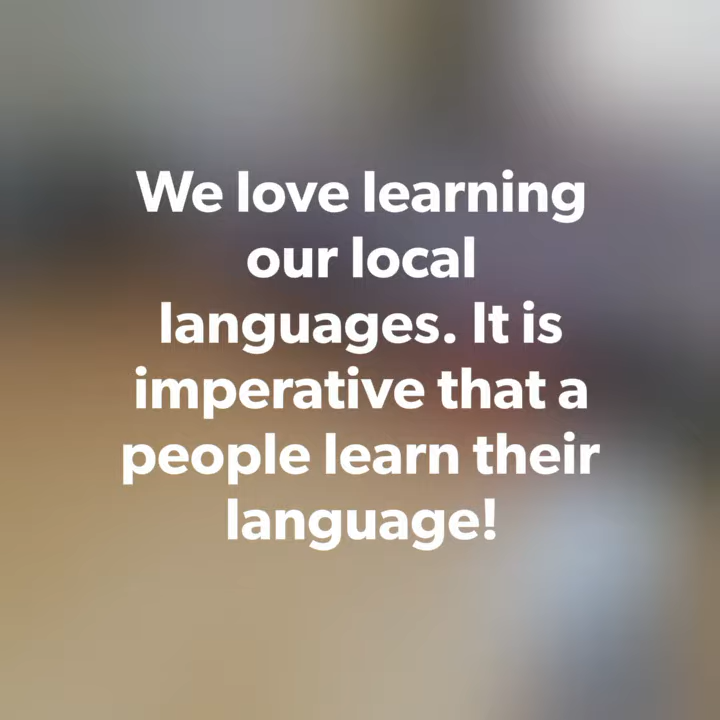 We love learning
our local
languages. It is
imperative that a
people learn their
language!